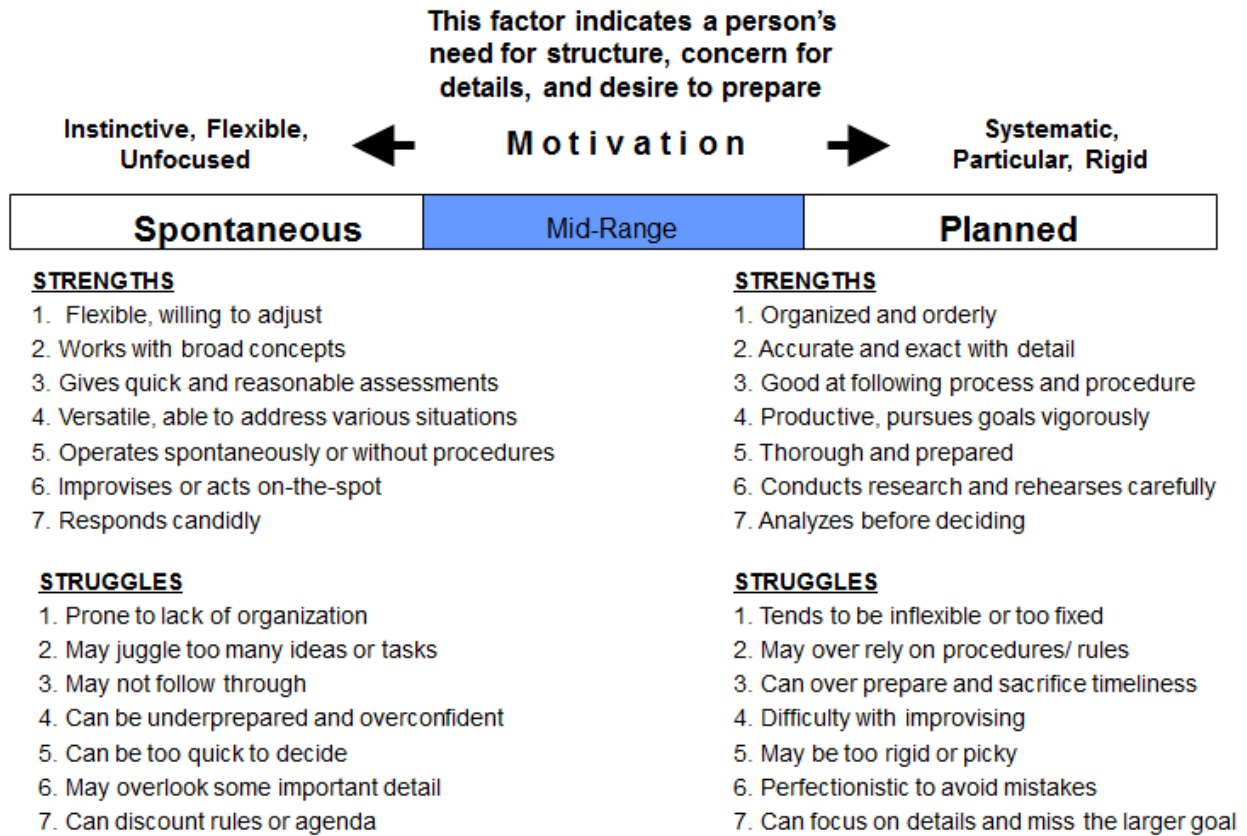 This factor indicates a person's
need for structure, concern for
details, and desire to prepare
Instinctive, Flexible,
Unfocused
Motivation
Systematic,
Particular, Rigid
Spontaneous
Mid-Range
Planned
STRENGTHS
1. Flexible, willing to adjust
2. Works with broad concepts
3. Gives quick and reasonable assessments
4. Versatile, able to address various situations
5. Operates spontaneously or without procedures
6. Improvises or acts on-the-spot
7. Responds candidly
STRUGGLES
1. Prone to lack of organization
2. May juggle too many ideas or tasks
3. May not follow through
4. Can be underprepared and overconfident
5. Can be too quick to decide
6. May overlook some important detail
7. Can discount rules or agenda
STRENGTHS
1. Organized and orderly
2. Accurate and exact with detail
3. Good at following process and procedure
4. Productive, pursues goals vigorously
5. Thorough and prepared
6. Conducts research and rehearses carefully
7. Analyzes before deciding
STRUGGLES
1. Tends to be inflexible or too fixed
2. May over rely on procedures/ rules
3. Can over prepare and sacrifice timeliness
4. Difficulty with improvising
5. May be too rigid or picky
6. Perfectionistic to avoid mistakes
7. Can focus on details and miss the larger goal